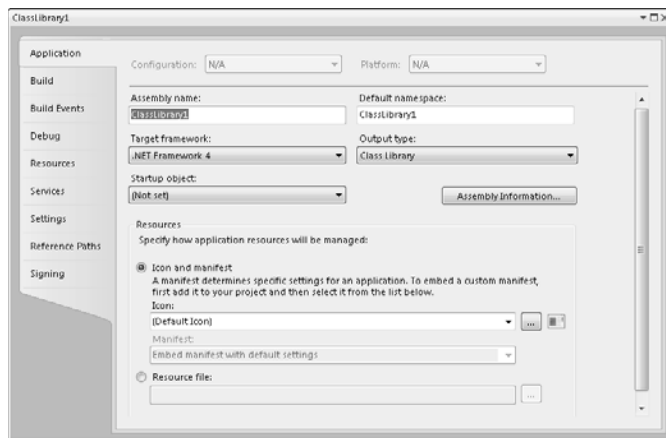 ClassLibrary1
Application
Build
Build Events
Debug
Resources
Services
Settings
Reference Paths
Signing
Configuration: N/A Platform: N/A
Assembly name: Default namespace:
ClassLibrary1 ClassLibrary1
Target framework: Output type:
.NET Framework 4 Class Library
Startup object:
(Not set) Assembly Information...
Resources
Specify how application resources will be managed:
Icon and manifest
A manifest determines specific settings for an application. To embed a custom manifest,
first add it to your project and then select it from the list below.
Icon:
(Default Icon) ...
Manifest:
Embed manifest with default settings
Resource file:
...